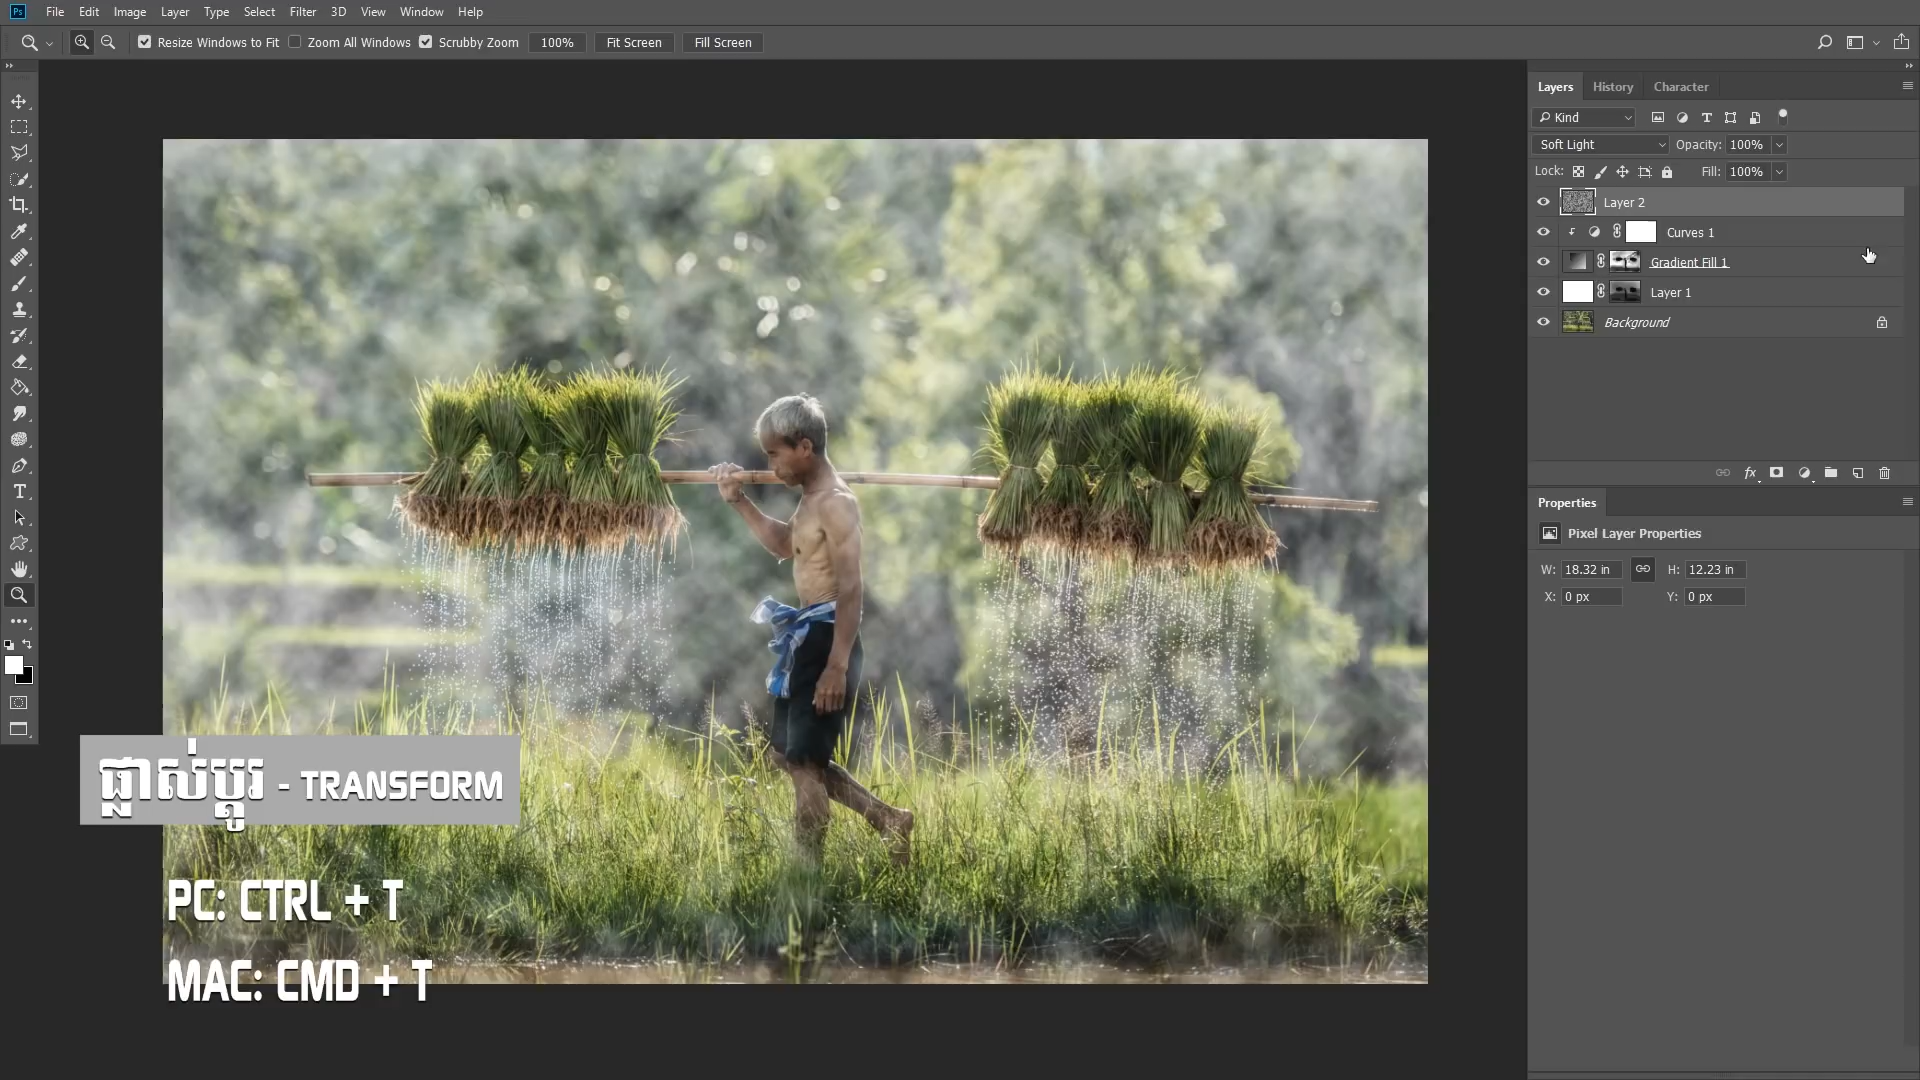 Ps File Edit Image Layer Type Select Filter 3D View Window Help
Resize Windows to Fit Zoom All Windows Scrubby Zoom 100% Fit Screen Fill Screen
Layers History Character
Kind
Soft Light Opacity: 100%
Lock: Fill: 100%
Layer 2
Curves 1
Gradient Fill 1
Layer 1
Background
fx
Properties
Pixel Layer Properties
W: 18.32 in H: 12.23 in
X: 0 px Y: 0 px
ផ្លាស់ប្តូរ - TRANSFORM
PC: CTRL + T
MAC: CMD + T